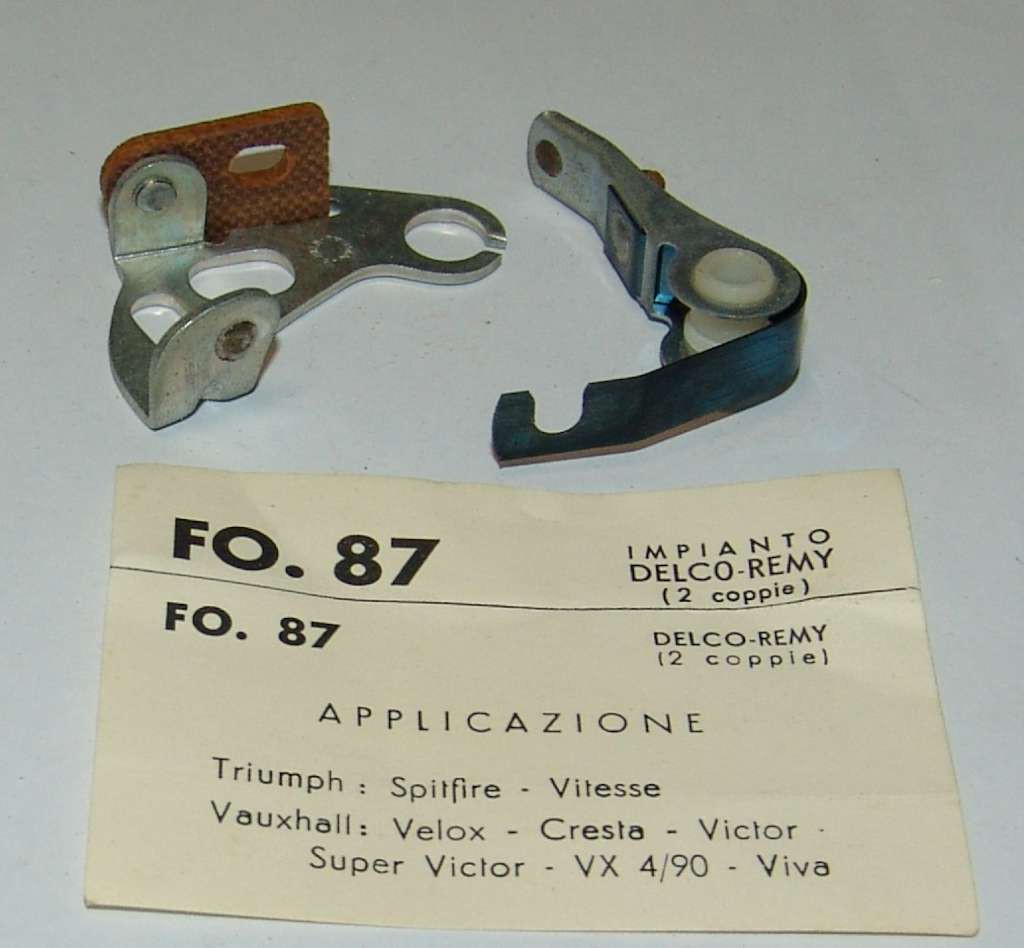 FO. 87
IMPIANTO
DELCO-REMY
(2 coppie)
FO. 87
DELCO-REMY
(2 coppie)
APPLICAZIONE
Triumph : Spitfire - Vitesse
Vauxhall: Velox - Cresta - Victor -
Super Victor - VX 4/90 - Viva